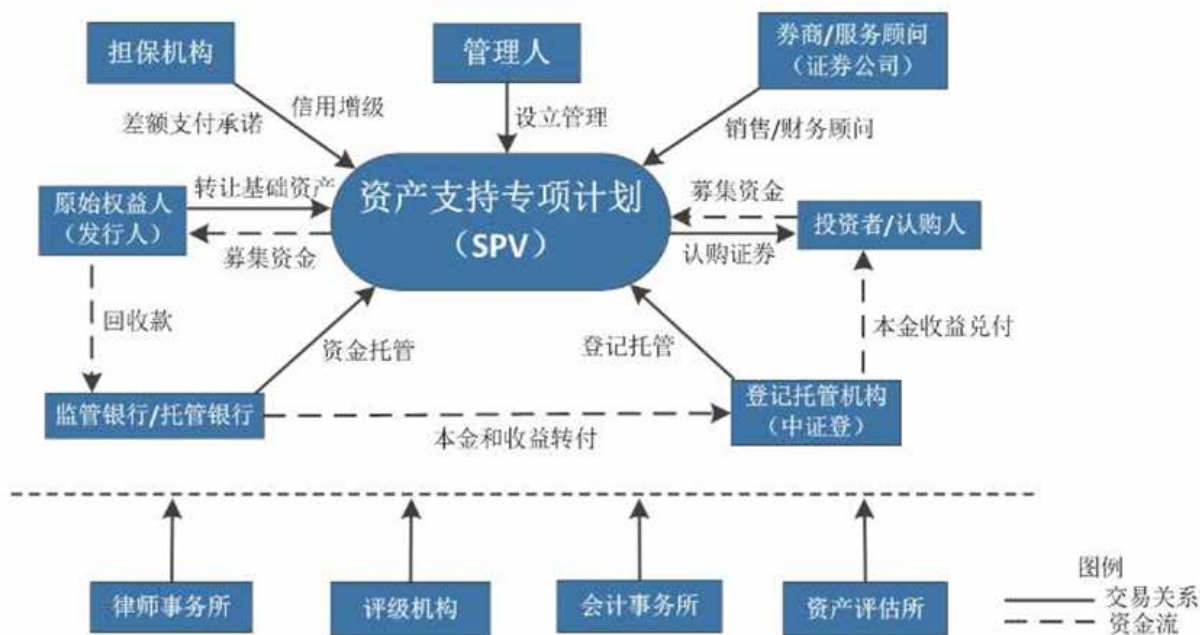 担保机构
管理人
券商/服务顾问
（证券公司）
信用增级
差额支付承诺
设立管理
销售/财务顾问
原始权益人
（发行人）
转让基础资产
募集资金
资产支持专项计划
（SPV）
募集资金
认购证券
投资者/认购人
回收款
资金托管
登记托管
本金收益兑付
监管银行/托管银行
本金和收益转付
登记托管机构
（中证登）
律师事务所
评级机构
会计事务所
资产评估所
图例
交易关系
资金流